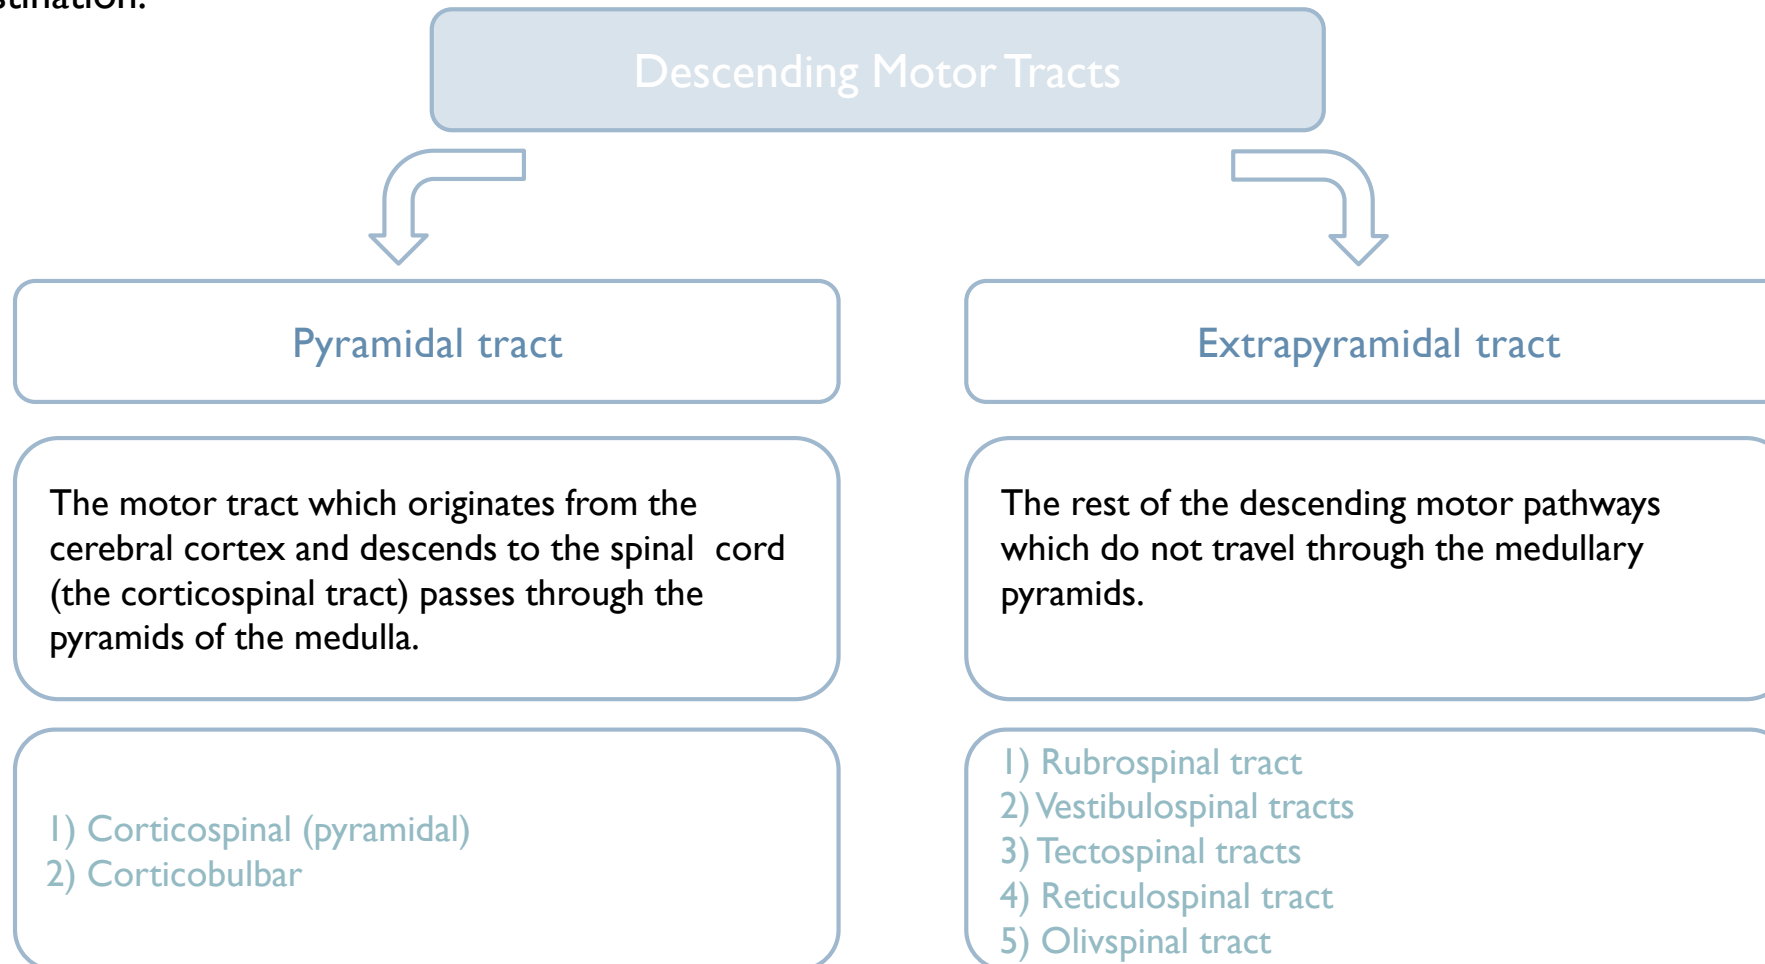 Descending Motor Tracts
Pyramidal tract
The motor tract which originates from the
cerebral cortex and descends to the spinal cord
(the corticospinal tract) passes through the
pyramids of the medulla.
1) Corticospinal (pyramidal)
2) Corticobulbar
Extrapyramidal tract
The rest of the descending motor pathways
which do not travel through the medullary
pyramids.
1) Rubrospinal tract
2) Vestibulospinal tracts
3) Tectospinal tracts
4) Reticulospinal tract
5) Olivspinal tract